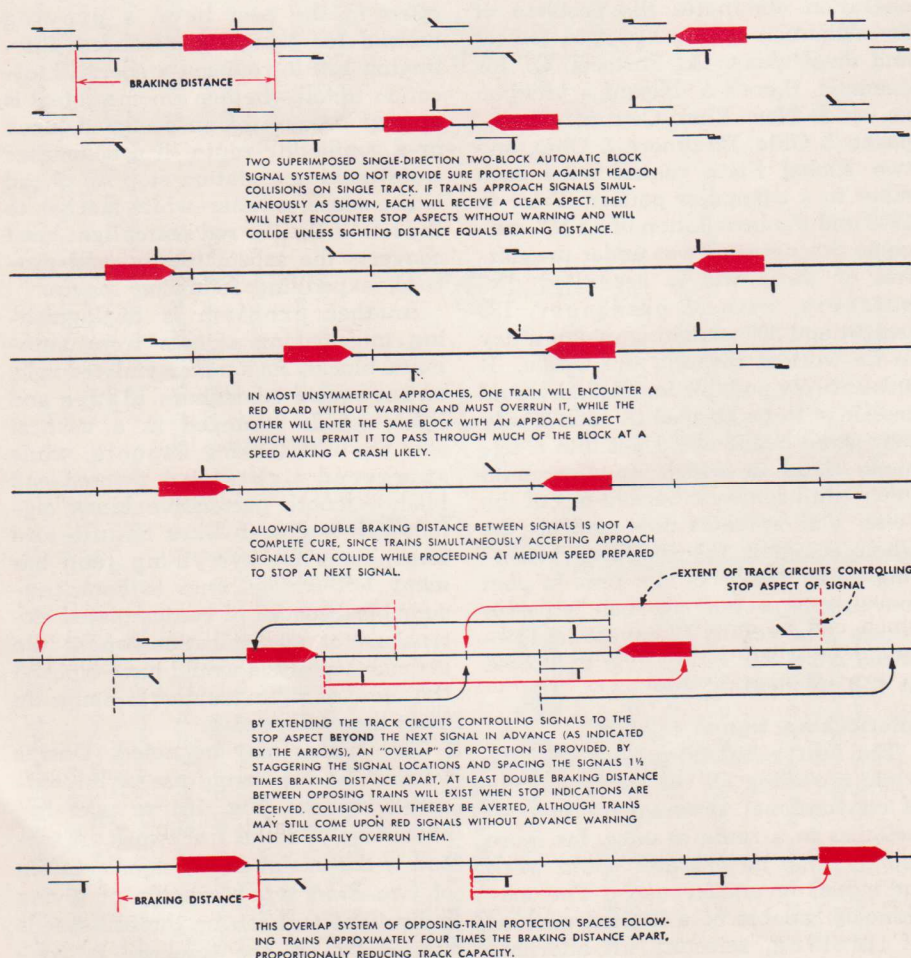 BRAKING DISTANCE
TWO SUPERIMPOSED SINGLE-DIRECTION TWO-BLOCK AUTOMATIC BLOCK
SIGNAL SYSTEMS DO NOT PROVIDE SURE PROTECTION AGAINST HEAD-ON
COLLISIONS ON SINGLE TRACK. IF TRAINS APPROACH SIGNALS SIMUL-
TANEOUSLY AS SHOWN, EACH WILL RECEIVE A CLEAR ASPECT. THEY
WILL NEXT ENCOUNTER STOP ASPECTS WITHOUT WARNING AND WILL
COLLIDE UNLESS SIGHTING DISTANCE EQUALS BRAKING DISTANCE.
IN MOST UNSYMMETRICAL APPROACHES, ONE TRAIN WILL ENCOUNTER A
RED BOARD WITHOUT WARNING AND MUST OVERRUN IT, WHILE THE
OTHER WILL ENTER THE SAME BLOCK WITH AN APPROACH ASPECT
WHICH WILL PERMIT IT TO PASS THROUGH MUCH OF THE BLOCK AT A
SPEED MAKING A CRASH LIKELY.
ALLOWING DOUBLE BRAKING DISTANCE BETWEEN SIGNALS IS NOT A
COMPLETE CURE, SINCE TRAINS SIMULTANEOUSLY ACCEPTING APPROACH
SIGNALS CAN COLLIDE WHILE PROCEEDING AT MEDIUM SPEED PREPARED
TO STOP AT NEXT SIGNAL.
EXTENT OF TRACK CIRCUITS CONTROLLING
STOP ASPECT OF SIGNAL
BY EXTENDING THE TRACK CIRCUITS CONTROLLING SIGNALS TO THE
STOP ASPECT BEYOND THE NEXT SIGNAL IN ADVANCE (AS INDICATED
BY THE ARROWS), AN "OVERLAP" OF PROTECTION IS PROVIDED. BY
STAGGERING THE SIGNAL LOCATIONS AND SPACING THE SIGNALS 1½
TIMES BRAKING DISTANCE APART, AT LEAST DOUBLE BRAKING DISTANCE
BETWEEN OPPOSING TRAINS WILL EXIST WHEN STOP INDICATIONS ARE
RECEIVED. COLLISIONS WILL THEREBY BE AVERTED, ALTHOUGH TRAINS
MAY STILL COME UPON RED SIGNALS WITHOUT ADVANCE WARNING
AND NECESSARILY OVERRUN THEM.
BRAKING DISTANCE
THIS OVERLAP SYSTEM OF OPPOSING-TRAIN PROTECTION SPACES FOLLOW-
ING TRAINS APPROXIMATELY FOUR TIMES THE BRAKING DISTANCE APART,
PROPORTIONALLY REDUCING TRACK CAPACITY.